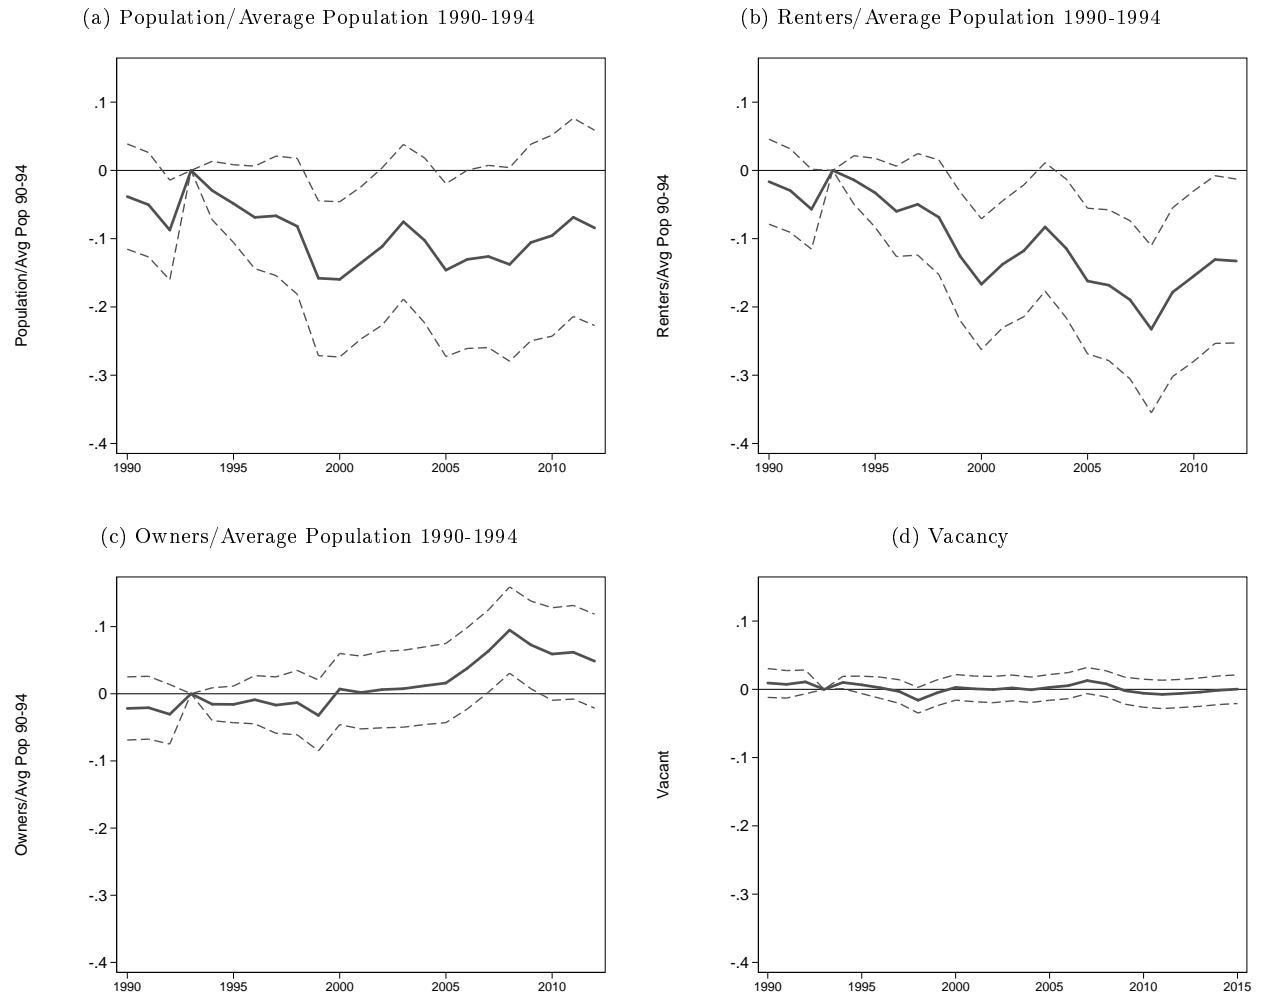 (a) Population/Average Population 1990-1994
Population/Avg Pop 90-94
.1
0
-.1
-.2
-.3
-.4
1990 1995 2000 2005 2010
(b) Renters/Average Population 1990-1994
Renters/Avg Pop 90-94
.1
0
-.1
-.2
-.3
-.4
1990 1995 2000 2005 2010
(c) Owners/Average Population 1990-1994
Owners/Avg Pop 90-94
.1
0
-.1
-.2
-.3
-.4
1990 1995 2000 2005 2010
(d) Vacancy
Vacant
.1
0
-.1
-.2
-.3
-.4
1990 1995 2000 2005 2010 2015